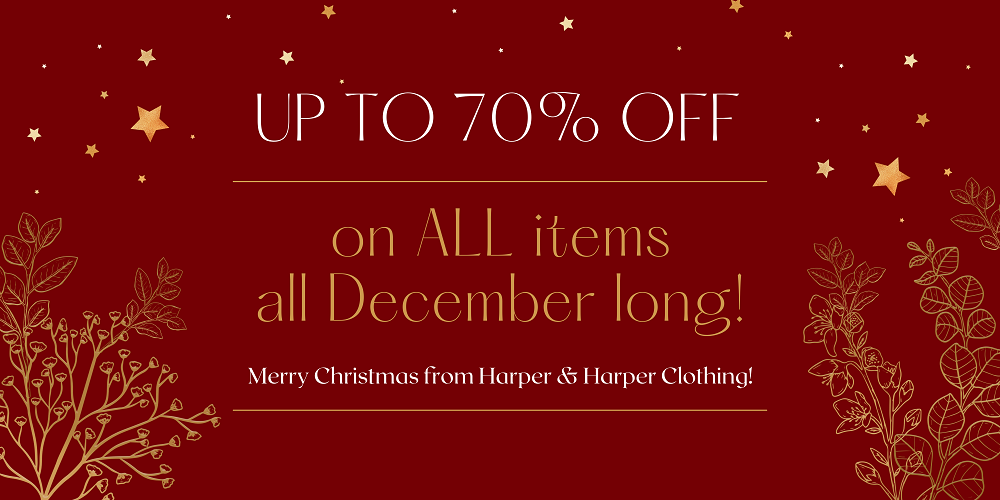 UP TO 70% OFF
on ALL items
all December long!
Merry Christmas from Harper & Harper Clothing!